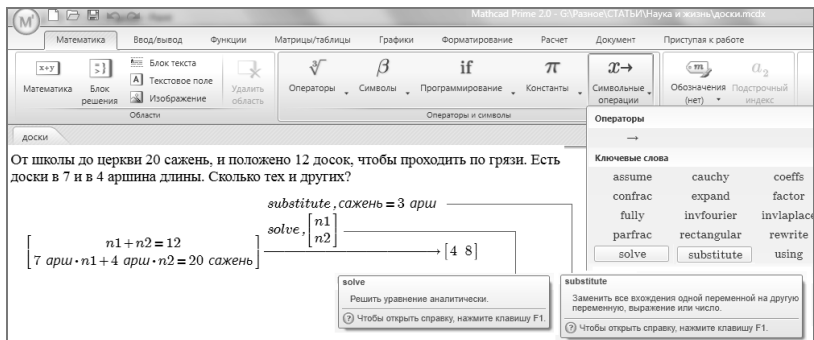 Mathcad Prime 2.0 - G:\Разное\СТАТЬИ\Наука и жизнь\доски.mcdx
Математика Ввод/вывод Функции Матрицы/таблицы Графики Форматирование Расчет Документ Приступая к работе
Математика
Блок решения
Блок текста
Текстовое поле
Изображение
Удалить область
Области
Операторы
Символы
Программирование
Константы
Символьные операции
Операторы и символы
Обозначения (нет)
Подстрочный индекс
x+y
∛
β
if
π
x→
m
a₂
доски
От школы до церкви 20 сажень, и положено 12 досок, чтобы проходить по грязи. Есть
доски в 7 и в 4 аршина длины. Сколько тех и других?
substitute , сажень = 3 арш
solve , [n1 n2]
[n1 + n2 = 12
7 арш · n1 + 4 арш · n2 = 20 сажень] → [4 8]
Операторы
→
Ключевые слова
assume cauchy coeffs
confrac expand factor
fully invfourier invlaplace
parfrac rectangular rewrite
solve substitute using
solve
Решить уравнение аналитически.
Чтобы открыть справку, нажмите клавишу F1.
substitute
Заменить все вхождения одной переменной на другую
переменную, выражение или число.
Чтобы открыть справку, нажмите клавишу F1.